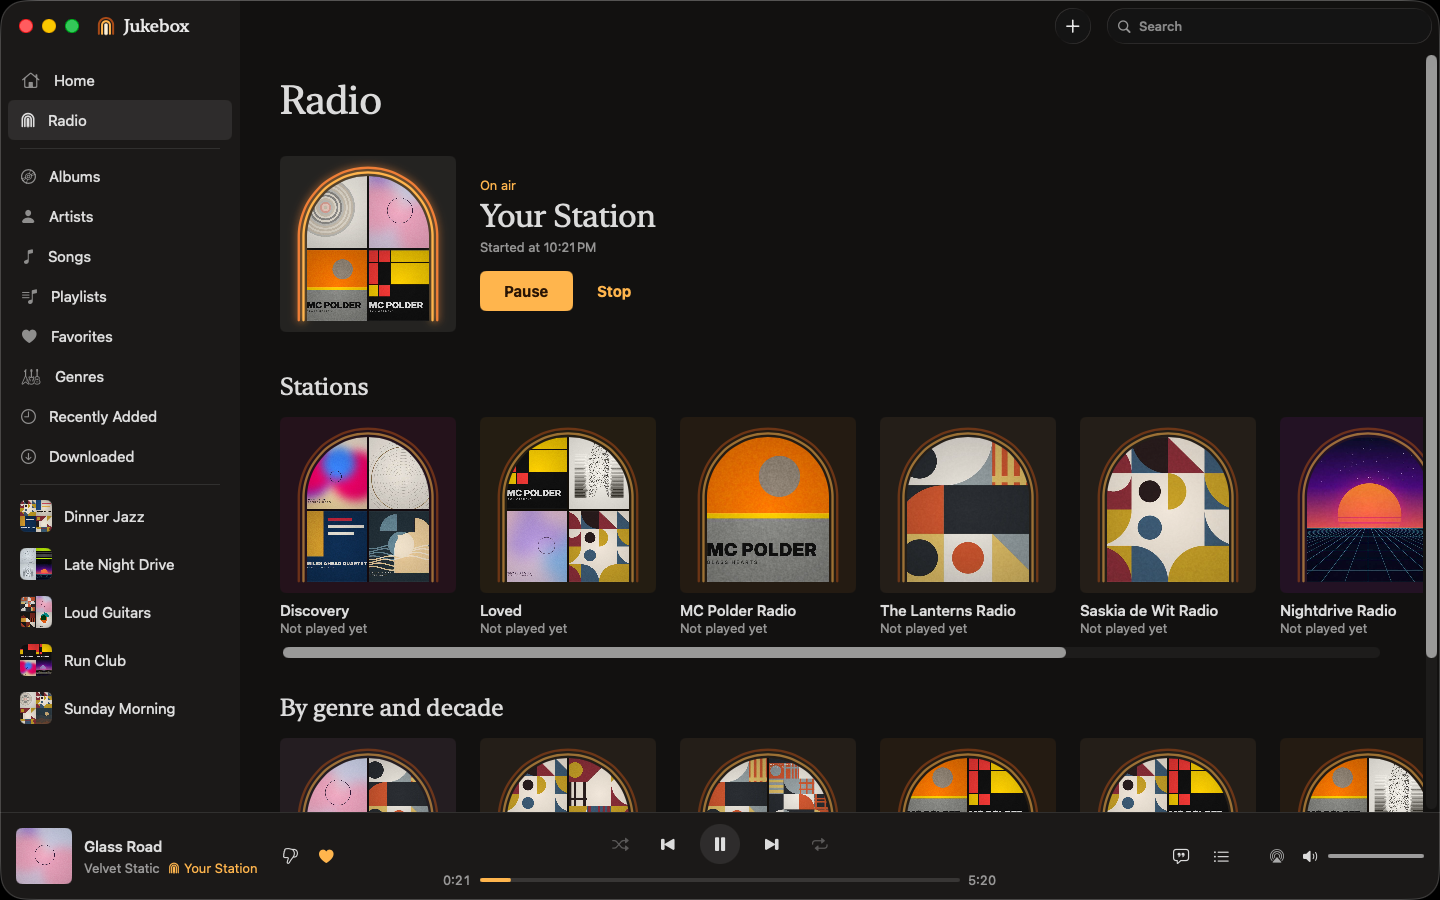 Jukebox
Search
Home
Radio
Albums
Artists
Songs
Playlists
Favorites
Genres
Recently Added
Downloaded
Dinner Jazz
Late Night Drive
Loud Guitars
Run Club
Sunday Morning
Radio
On air
Your Station
Started at 10:21 PM
Pause
Stop
MC POLDER
MC POLDER
Stations
MC POLDER
MC POLDER
GLASS HEARTS
Discovery
Not played yet
Loved
Not played yet
MC Polder Radio
Not played yet
The Lanterns Radio
Not played yet
Saskia de Wit Radio
Not played yet
Nightdrive Radio
Not played yet
By genre and decade
Glass Road
Velvet Static
Your Station
0:21
5:20